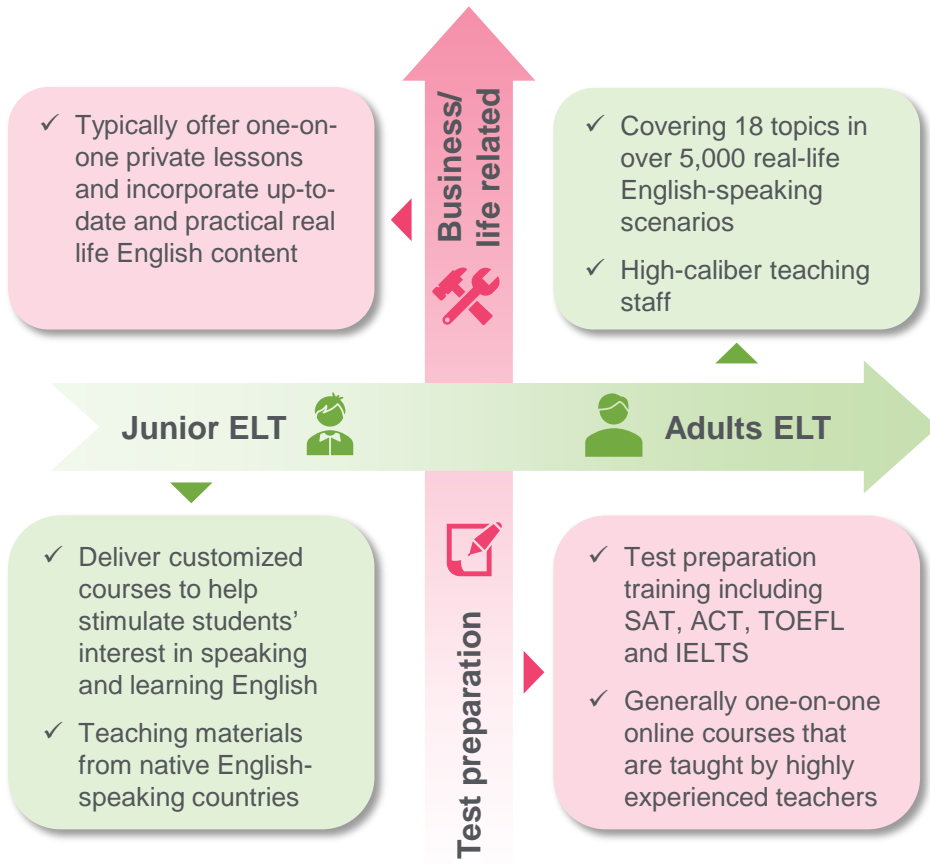 ✓ Typically offer one-on-
one private lessons
and incorporate up-to-
date and practical real
life English content
Business/
life related
✓ Covering 18 topics in
over 5,000 real-life
English-speaking
scenarios
✓ High-caliber teaching
staff
Junior ELT
Adults ELT
✓ Deliver customized
courses to help
stimulate students’
interest in speaking
and learning English
✓ Teaching materials
from native English-
speaking countries
Test preparation
✓ Test preparation
training including
SAT, ACT, TOEFL
and IELTS
✓ Generally one-on-one
online courses that
are taught by highly
experienced teachers